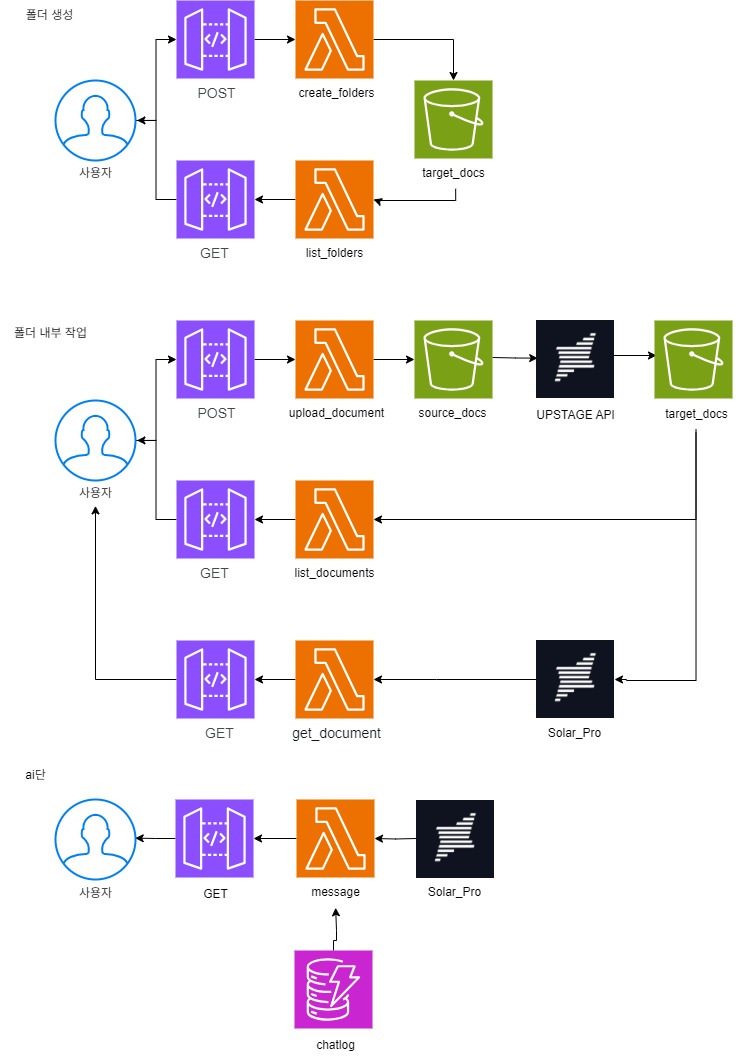 폴더 생성
POST
create_folders
사용자
target_docs
GET
list_folders
폴더 내부 작업
POST
upload_document
source_docs
UPSTAGE API
target_docs
사용자
GET
list_documents
GET
get_document
Solar_Pro
ai단
사용자
GET
message
Solar_Pro
chatlog